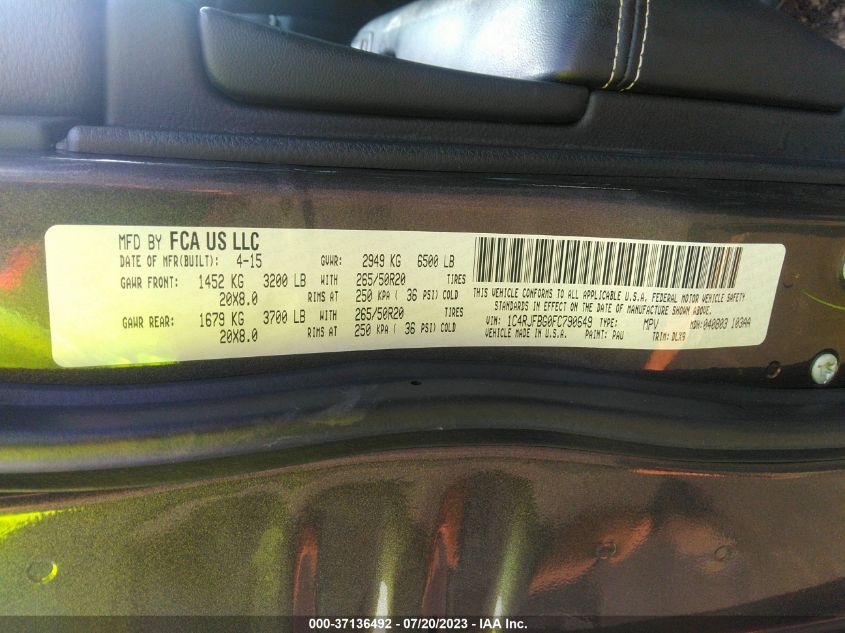 MFD BY FCA US LLC
DATE OF MFR(BUILT): 4-15 GVWR: 2949 KG 6500 LB
GAWR FRONT: 1452 KG 3200 LB WITH 265/50R20 TIRES
20X8.0 RIMS AT 250 KPA ( 36 PSI) COLD
GAWR REAR: 1679 KG 3700 LB WITH 265/50R20 TIRES
20X8.0 RIMS AT 250 KPA ( 36 PSI) COLD
THIS VEHICLE CONFORMS TO ALL APPLICABLE U.S.A. FEDERAL MOTOR VEHICLE SAFETY
STANDARDS IN EFFECT ON THE DATE OF MANUFACTURE SHOWN ABOVE.
VIN: 1C4RJFBG0FC790649 TYPE: MPV MDH: 040803 103AA
VEHICLE MADE IN U.S.A. PAINT: PAU TRIM: DLX9
000-37136492 - 07/20/2023 - IAA Inc.